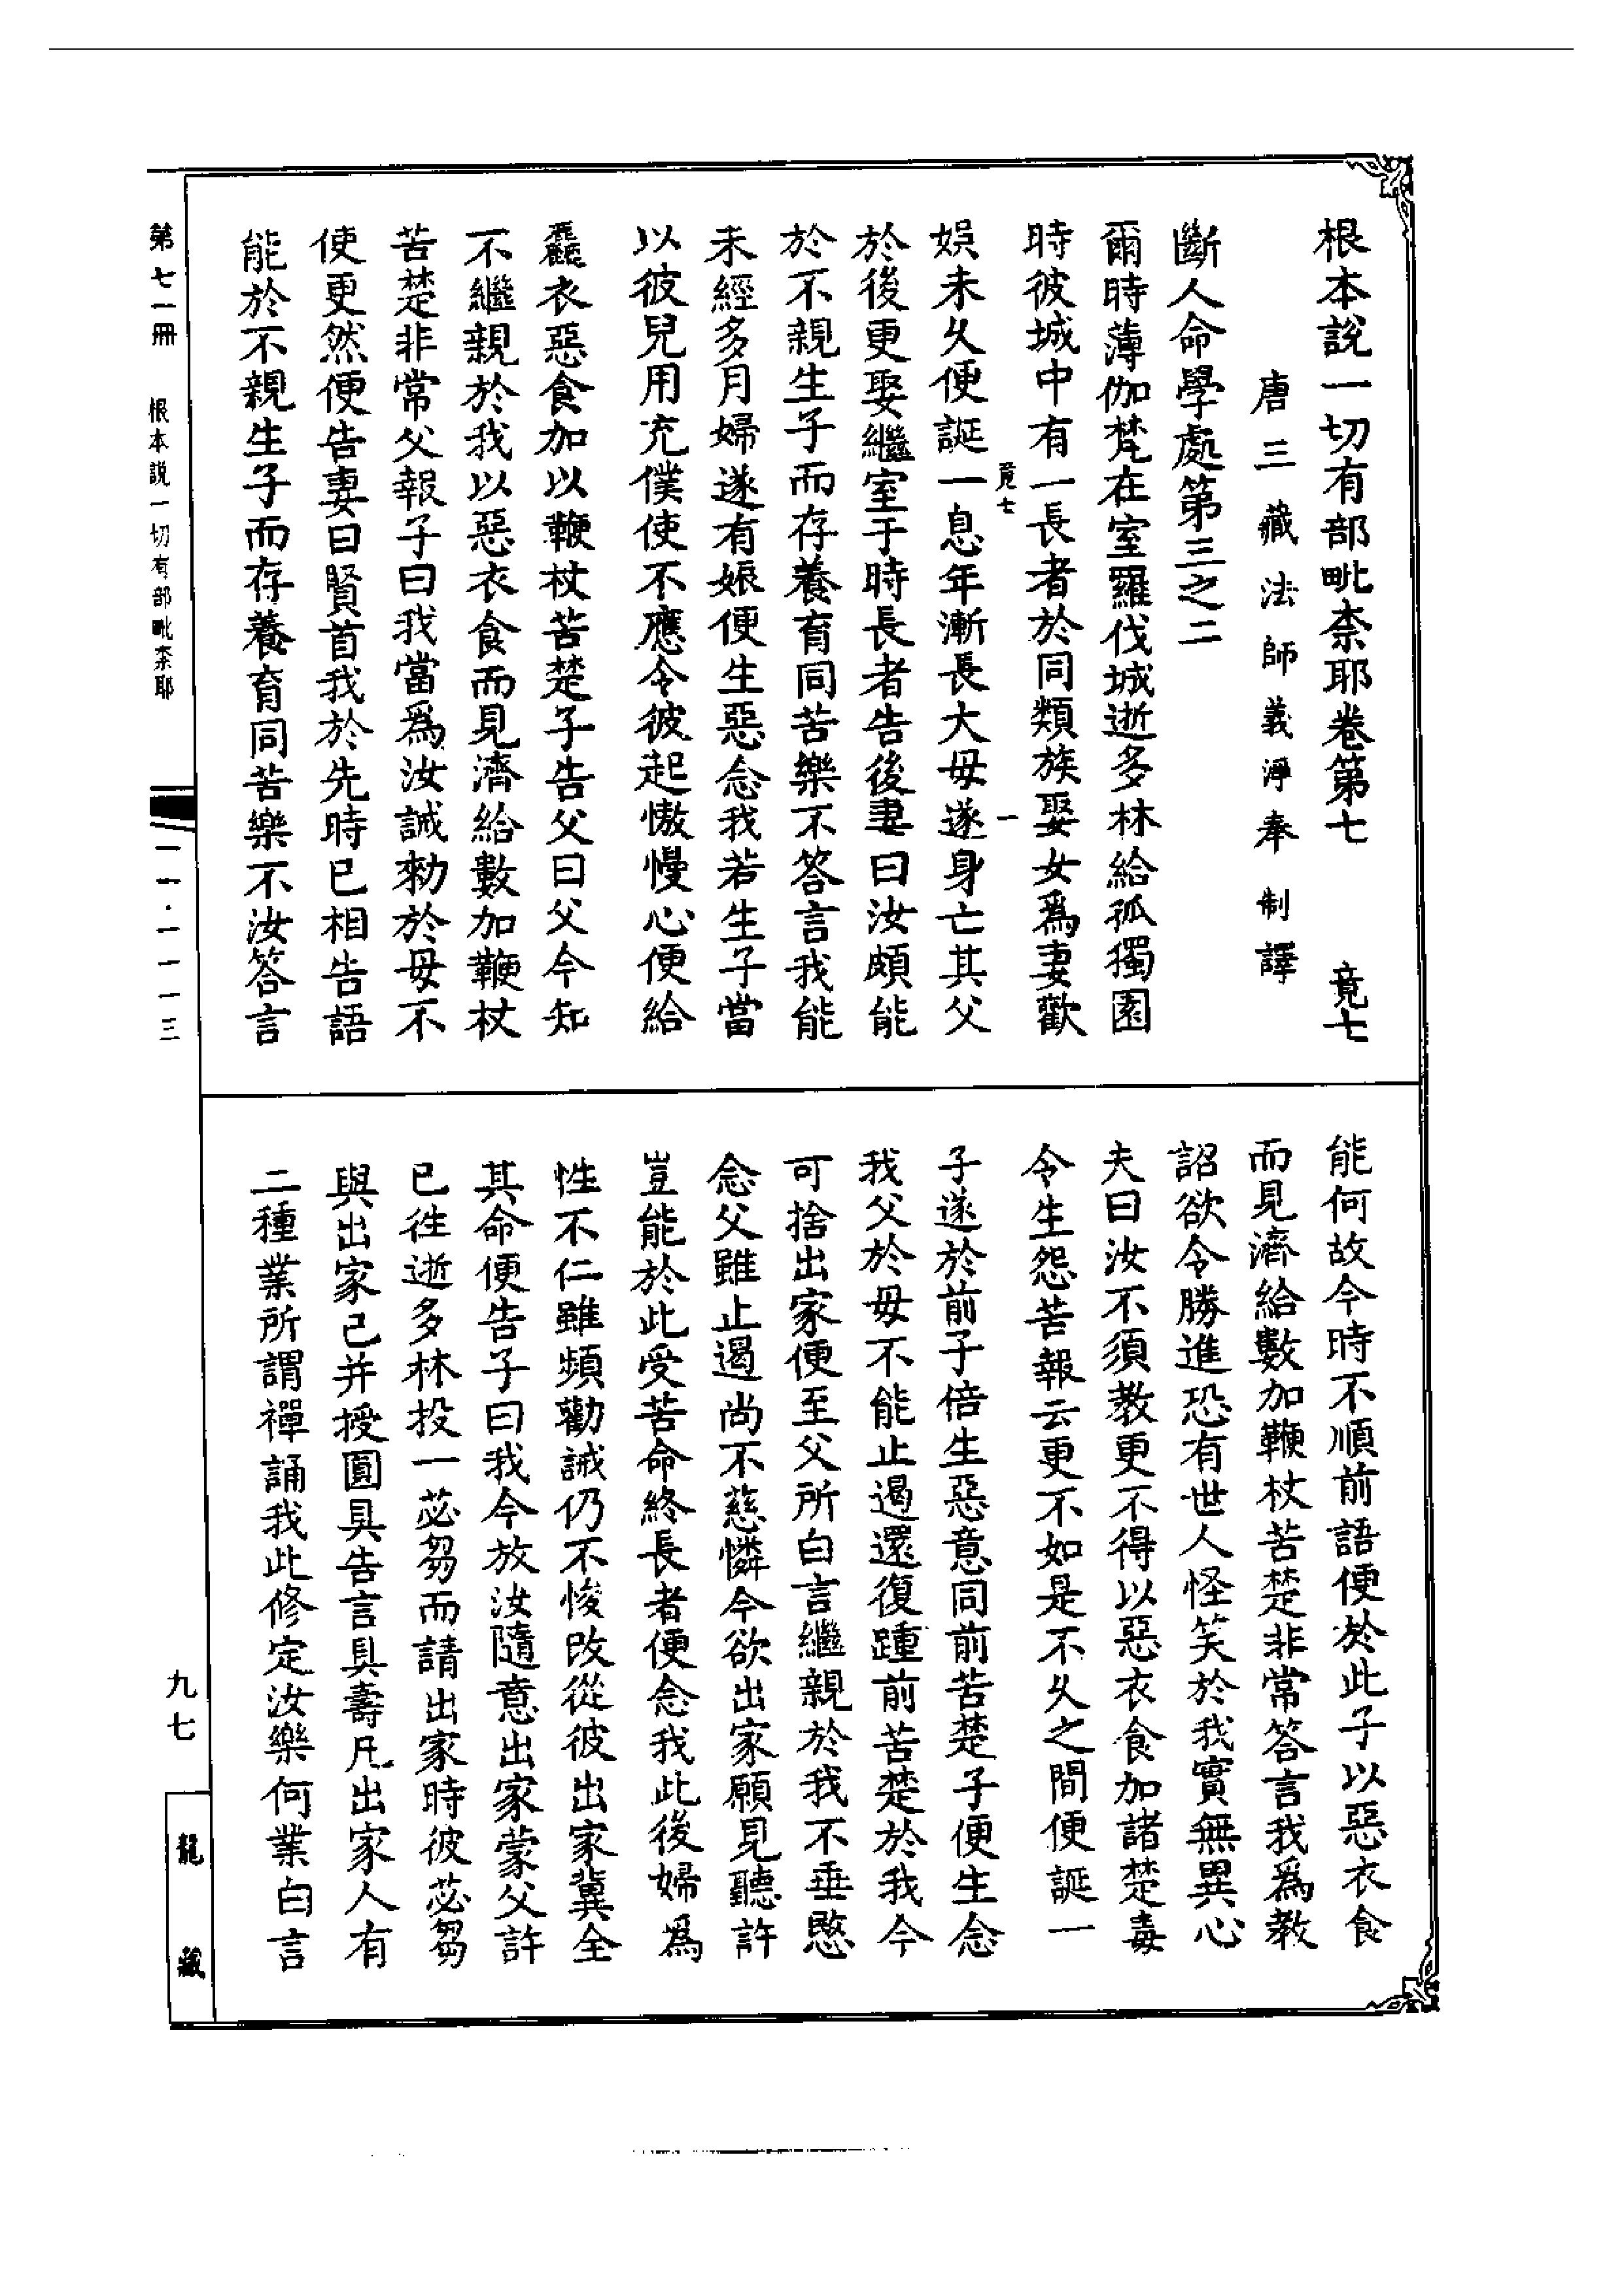 根本說一切有部毗柰耶卷第七　竟七
唐三藏法師義淨奉制譯
斷人命學處第三之二
爾時薄伽梵在室羅伐城逝多林給孤獨園
時彼城中有一長者於同類族娶女爲妻歡
竟七　一
娛未久便誕一息年漸長大母遂身亡其父
於後更娶繼室于時長者告後妻曰汝頗能
於不親生子而存養育同苦樂不答言我能
未經多月婦遂有娠便生惡念我若生子當
以彼兒用充僕使不應令彼起慠慢心便給
麤衣惡食加以鞭杖苦楚子告父曰父今知
不繼親於我以惡衣食而見濟給數加鞭杖
苦楚非常父報子曰我當爲汝誡勑於母不
使更然便告妻曰賢首我於先時已相告語
能於不親生子而存養育同苦樂不汝答言
能何故今時不順前語便於此子以惡衣食
而見濟給數加鞭杖苦楚非常答言我爲教
詔欲令勝進恐有世人怪笑於我實無異心
夫曰汝不須教更不得以惡衣食加諸楚毒
令生怨苦報云更不如是不久之間便誕一
子遂於前子倍生惡意同前苦楚子便生念
我父於母不能止遏還復踵前苦楚於我今
可捨出家便至父所白言繼親於我不垂愍
念父雖止遏尚不慈憐今欲出家願見聽許
豈能於此受苦命終長者便念我此後婦爲
性不仁雖頻勸誡仍不悛改從彼出家冀全
其命便告子曰我今放汝隨意出家蒙父許
已往逝多林投一苾芻而請出家時彼苾芻
與出家已并授圓具告言具壽凡出家人有
二種業所謂禪誦我此修定汝樂何業白言
第七一冊　根本説一切有部毗柰耶　一一·一一一三
九七
龍藏